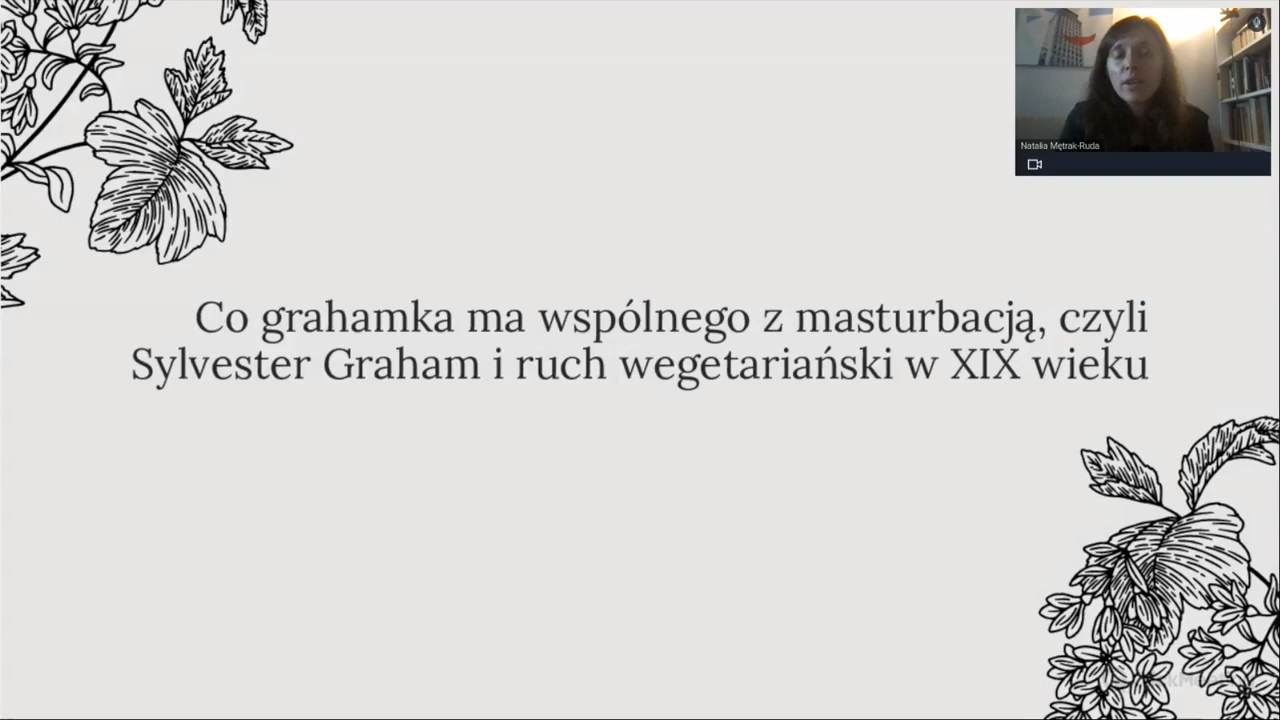 Natalia Mętrak-Ruda
Co grahamka ma wspólnego z masturbacją, czyli
Sylvester Graham i ruch wegetariański w XIX wieku